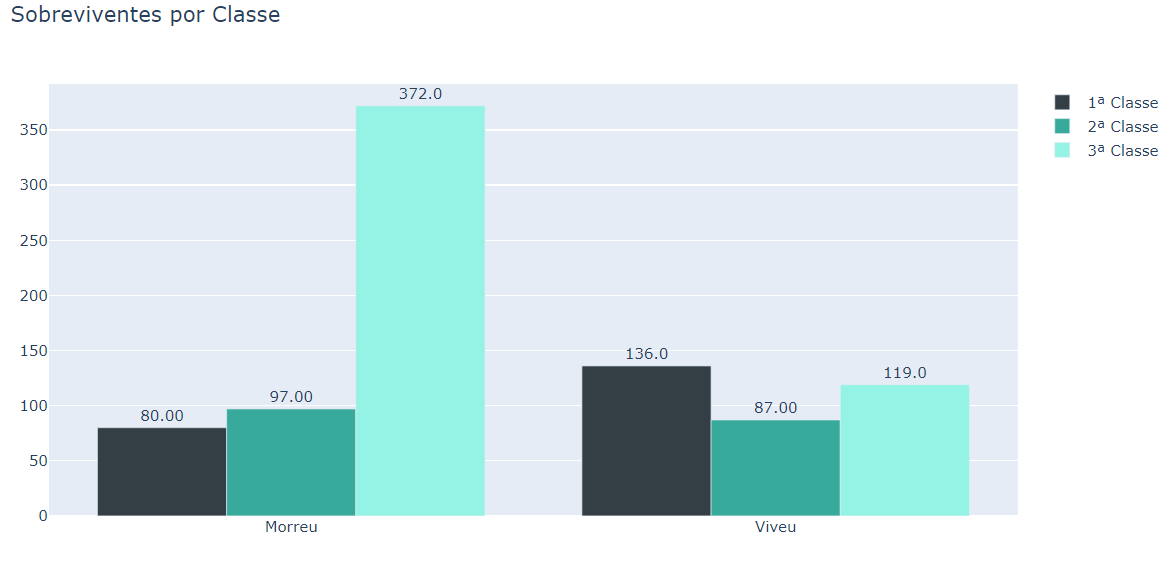 Sobreviventes por Classe
1ª Classe
2ª Classe
3ª Classe
350
300
250
200
150
100
50
0
80.00
97.00
372.0
136.0
87.00
119.0
Morreu
Viveu